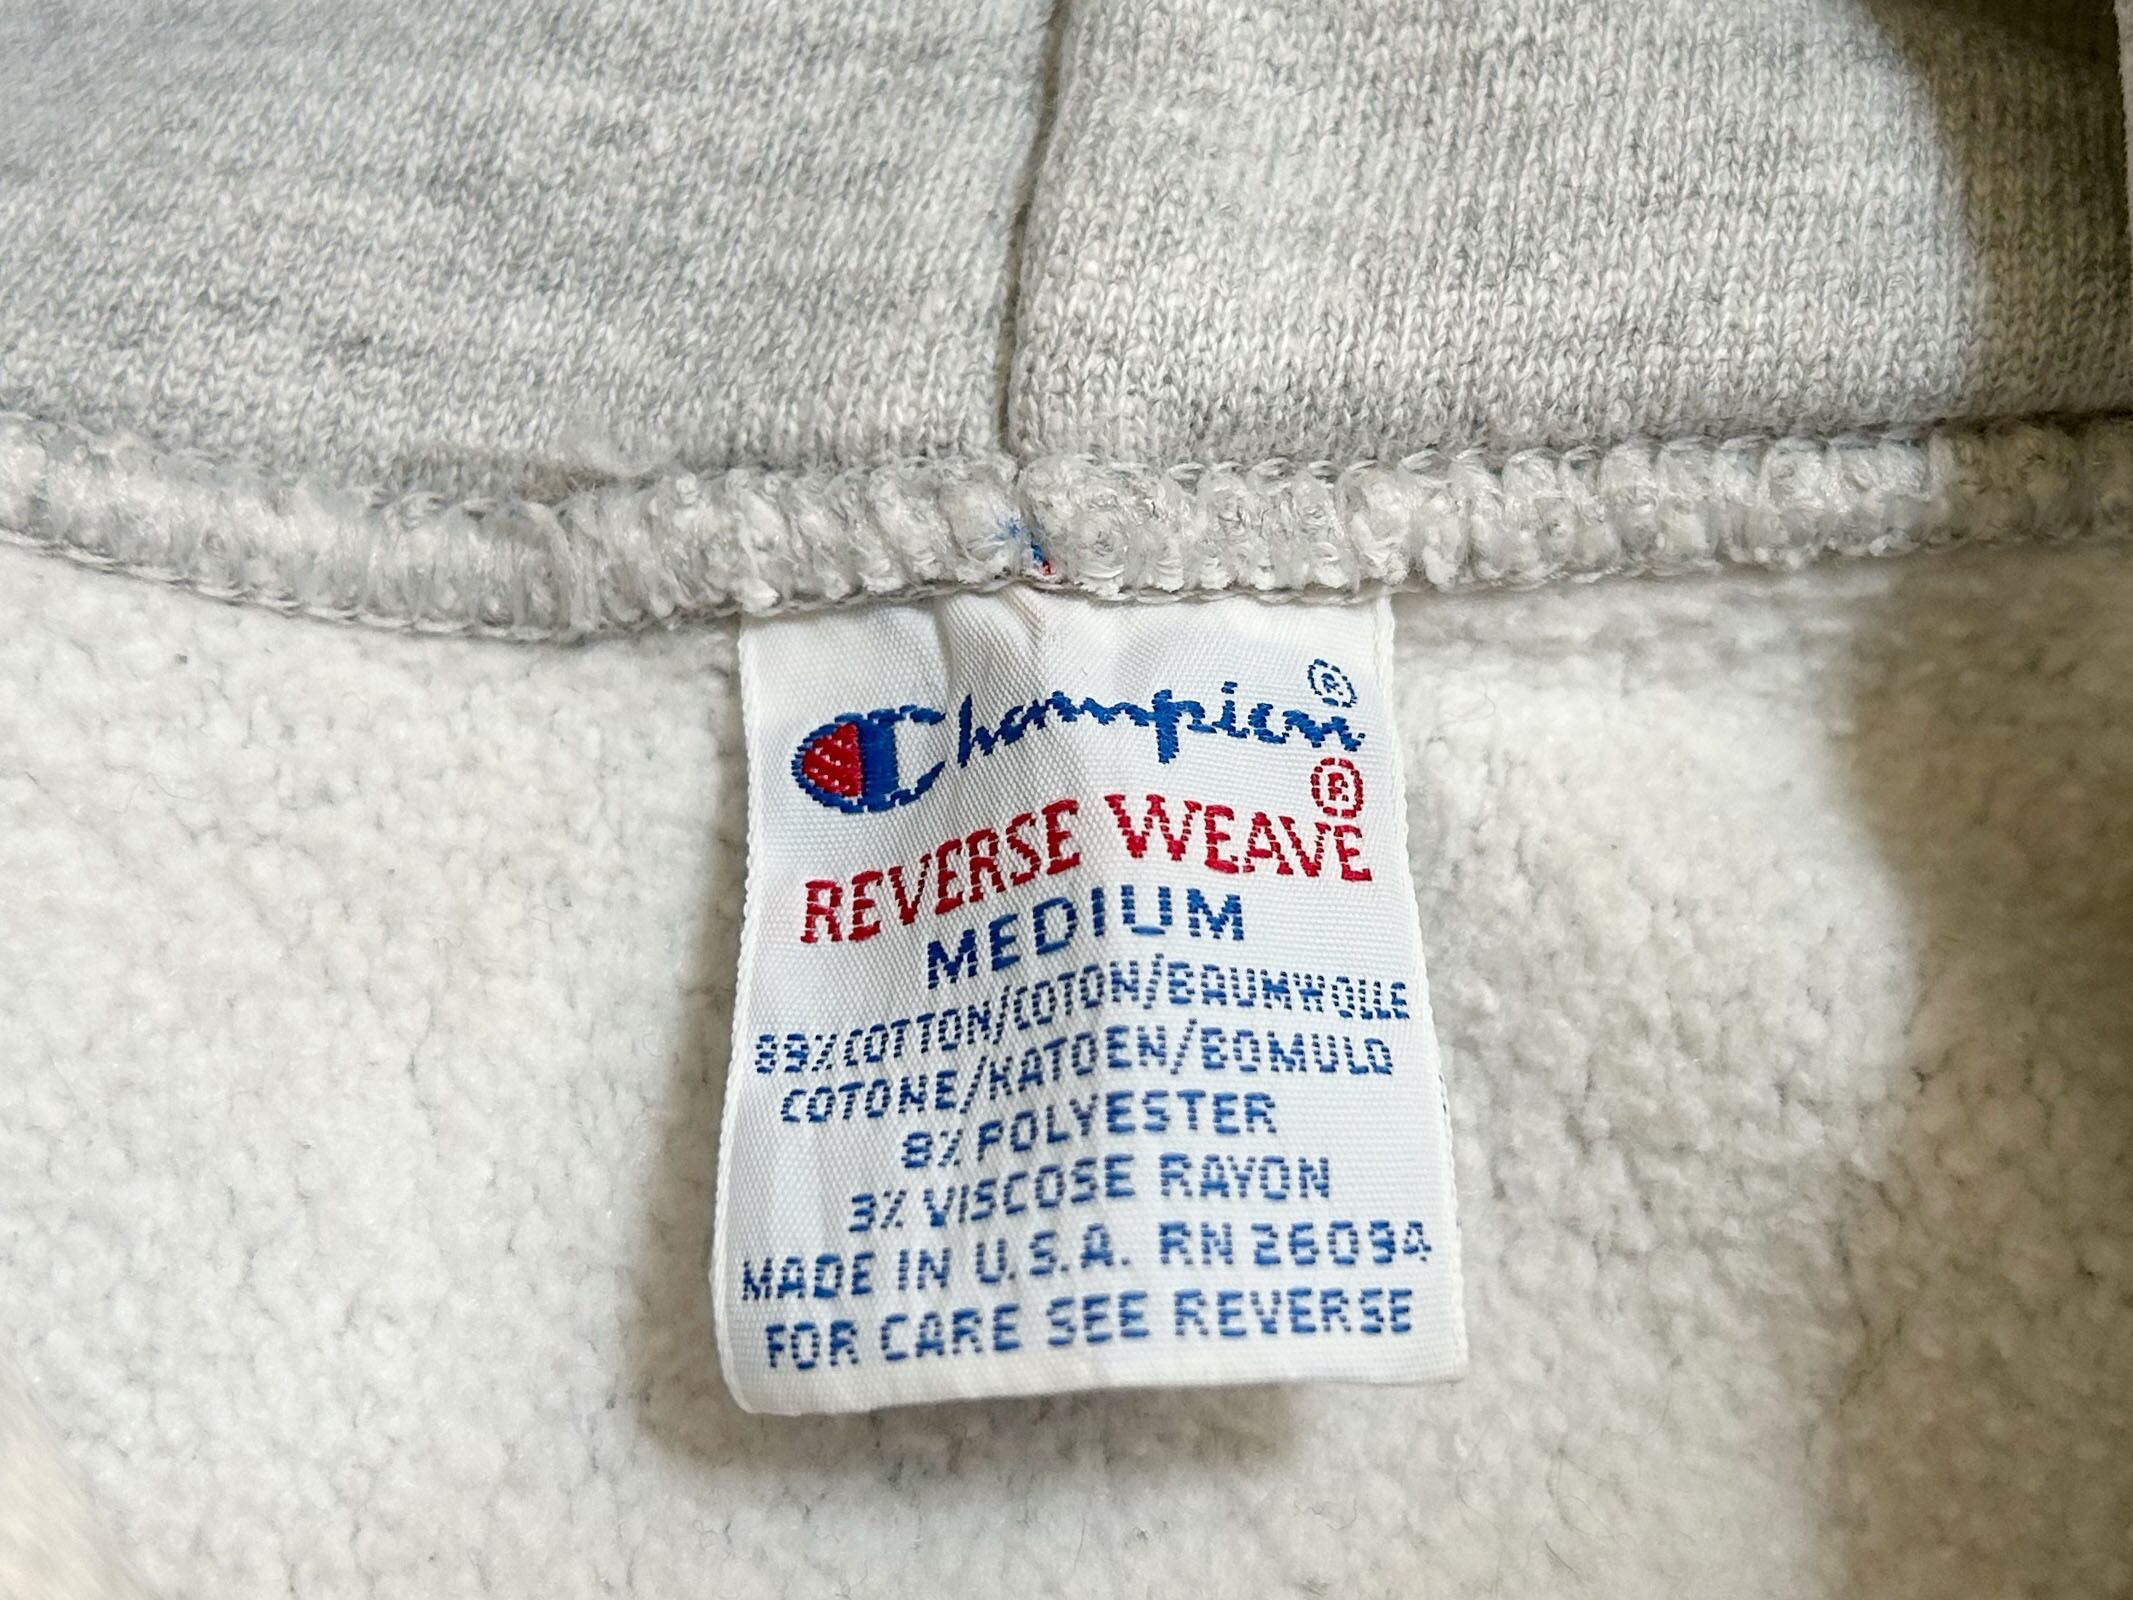 Champion®
REVERSE WEAVE®
MEDIUM
89% COTTON/COTON/BAUMWOLLE
COTONE/KATOEN/BOMULD
8% POLYESTER
3% VISCOSE RAYON
MADE IN U.S.A. RN 26094
FOR CARE SEE REVERSE